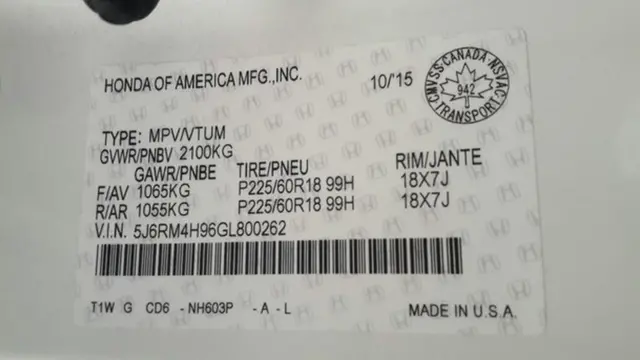 HONDA OF AMERICA MFG.,INC. 10/15
CMVSS · CANADA · NSVAC
942
TRANSPORT
TYPE: MPV/VTUM
GVWR/PNBV 2100KG
GAWR/PNBE TIRE/PNEU RIM/JANTE
F/AV 1065KG P225/60R18 99H 18X7J
R/AR 1055KG P225/60R18 99H 18X7J
V.I.N. 5J6RM4H96GL800262
T1W G CD6 - NH603P - A - L MADE IN U.S.A.